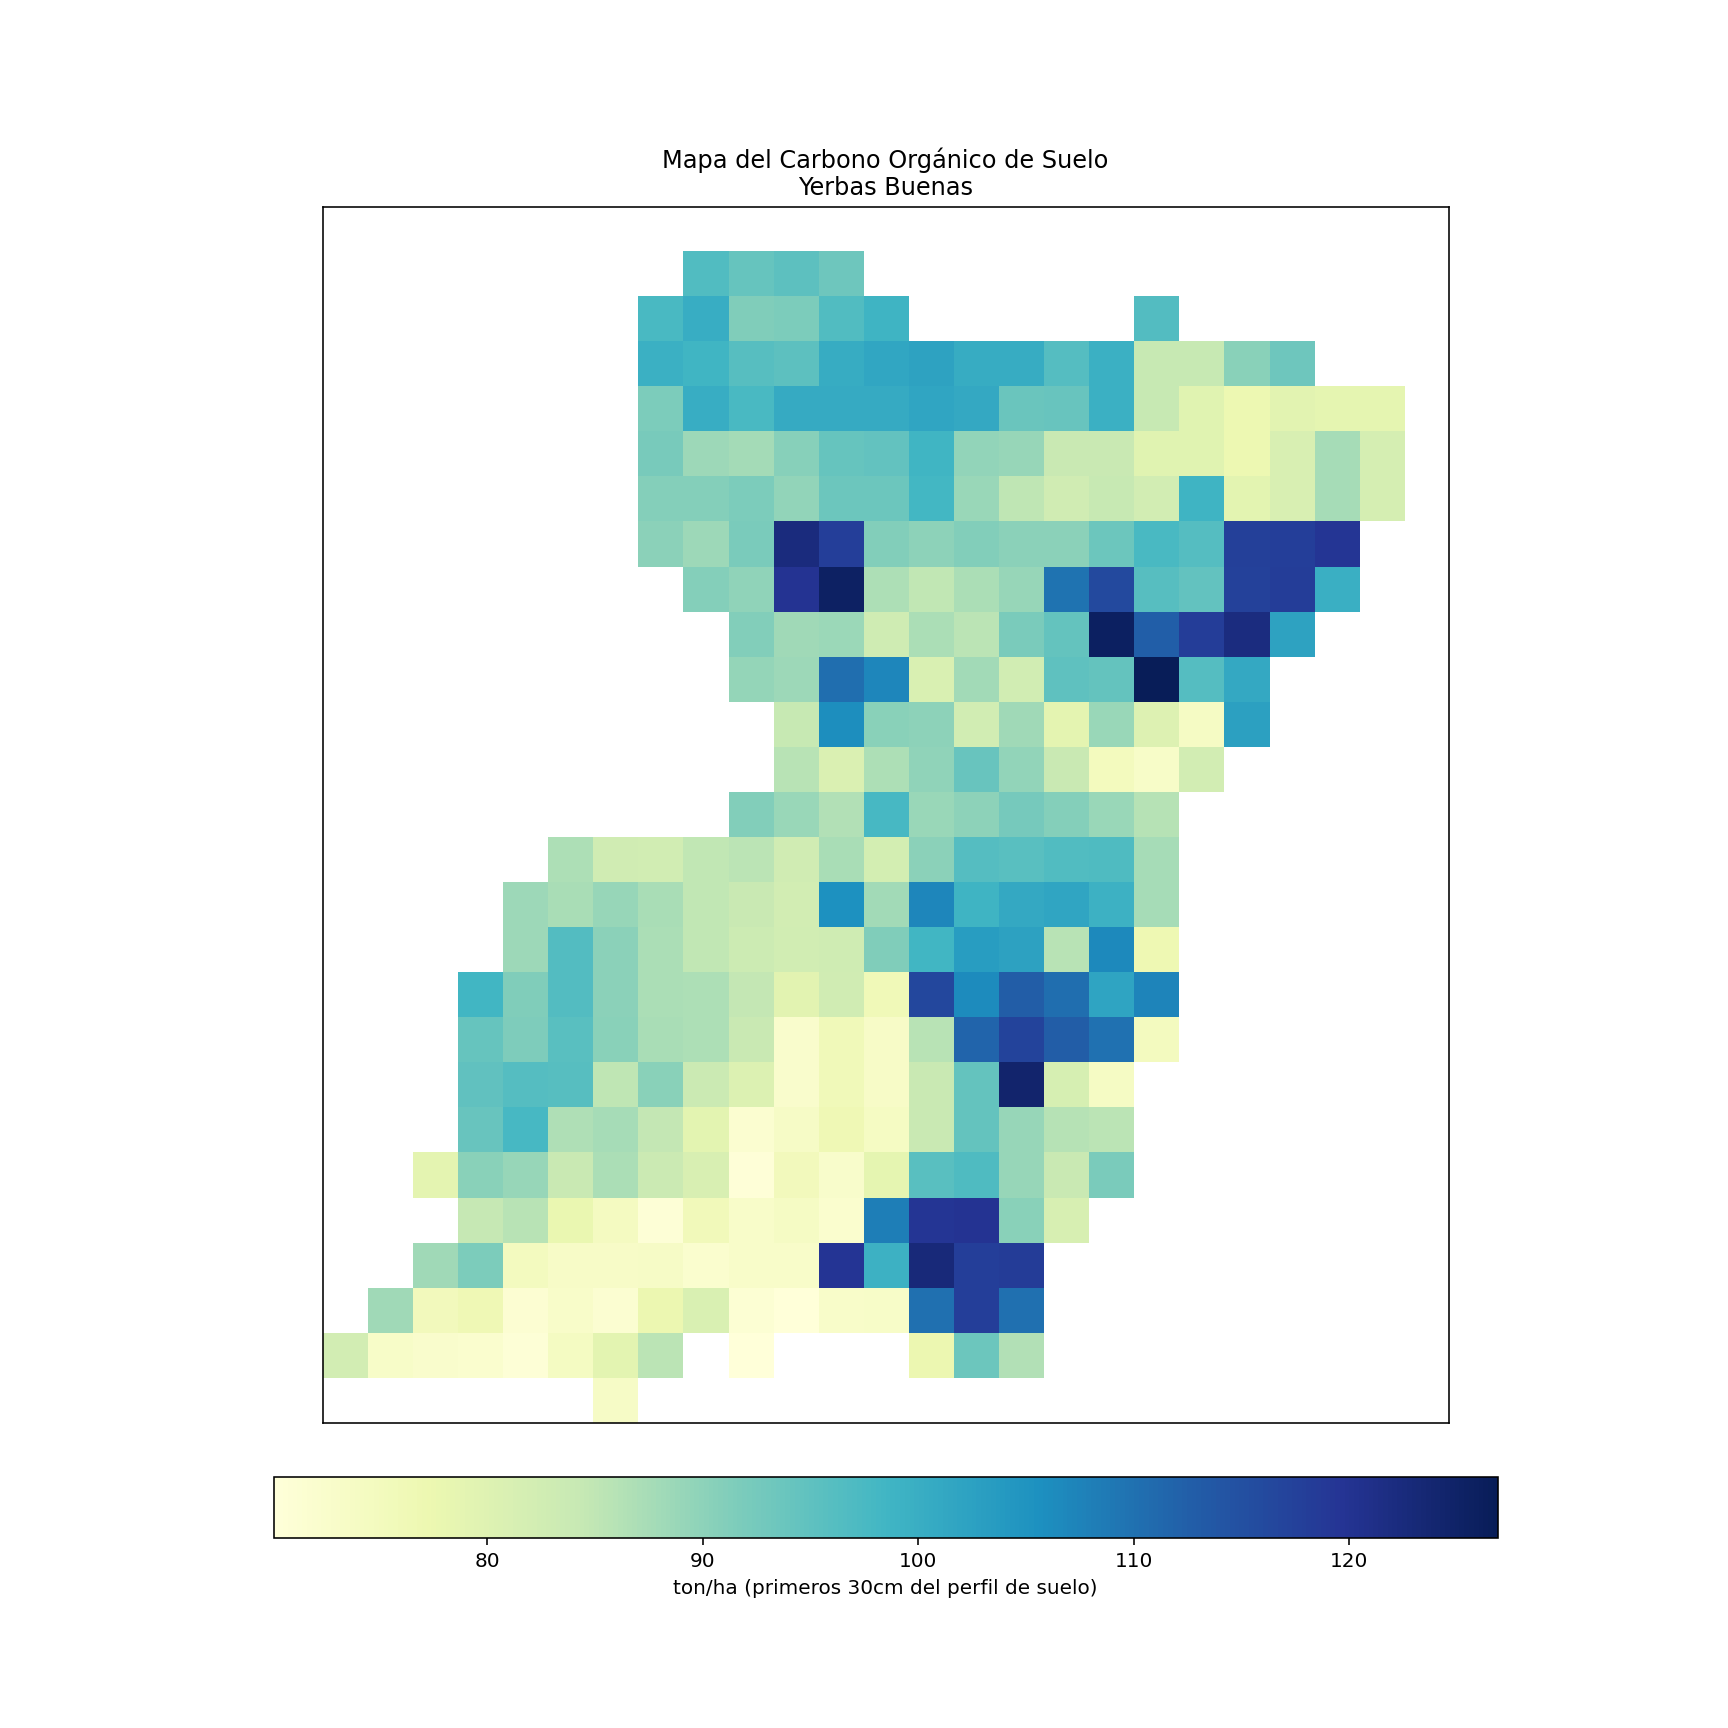 Mapa del Carbono Orgánico de Suelo
Yerbas Buenas
80 90 100 110 120
ton/ha (primeros 30cm del perfil de suelo)